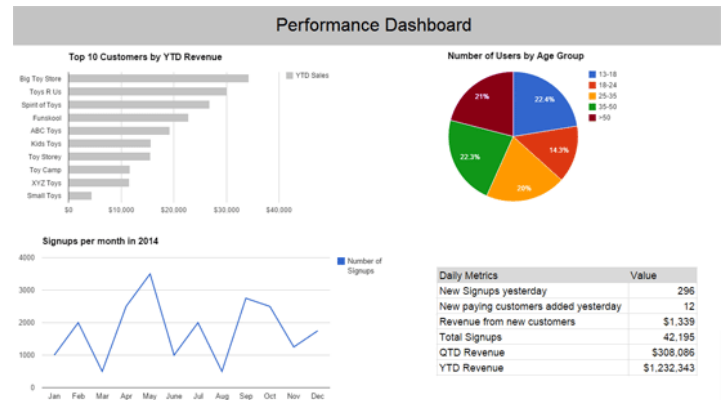 Performance Dashboard
Top 10 Customers by YTD Revenue
Big Toy Store
Toys R Us
Spirit of Toys
Funskool
ABC Toys
Kids Toys
Toy Storey
Toy Camp
XYZ Toys
Small Toys
$0 $10,000 $20,000 $30,000 $40,000
YTD Sales
Number of Users by Age Group
22.4%
14.3%
20%
22.3%
21%
13-18
18-24
25-35
35-50
>50
Signups per month in 2014
4000
3000
2000
1000
0
Jan Feb Mar Apr May June Jul Aug Sep Oct Nov Dec
Number of
Signups
Daily Metrics Value
New Signups yesterday 296
New paying customers added yesterday 12
Revenue from new customers $1,339
Total Signups 42,195
QTD Revenue $308,086
YTD Revenue $1,232,343